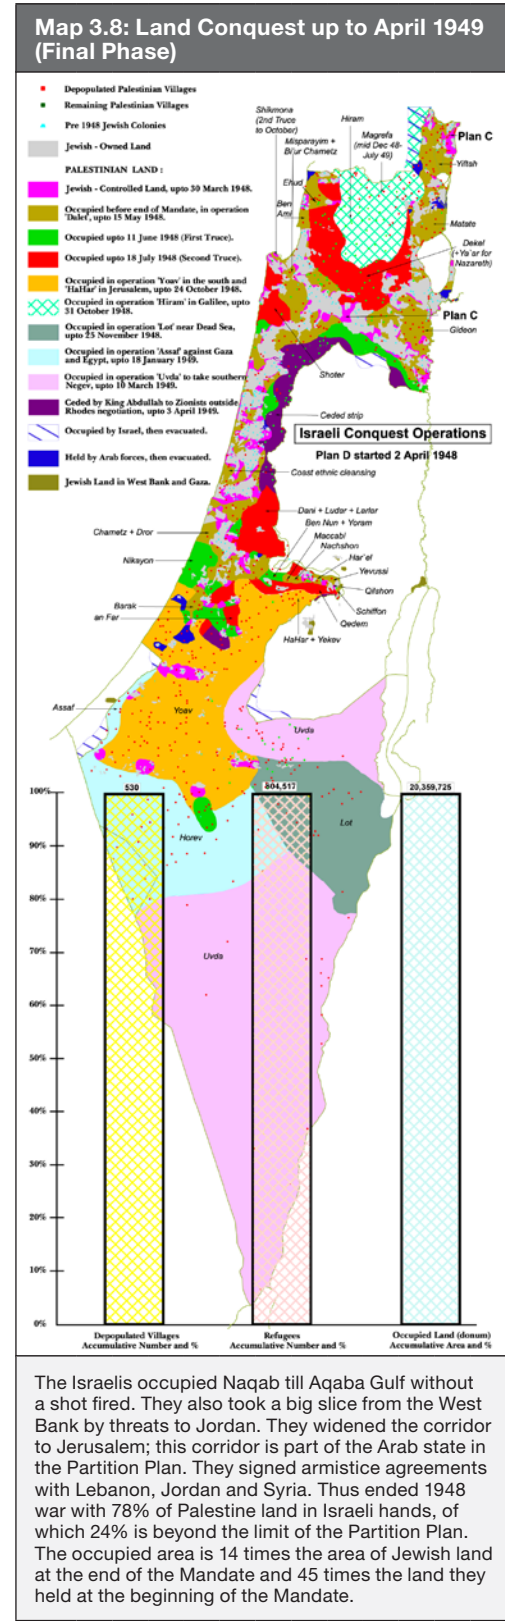 Map 3.8: Land Conquest up to April 1949
(Final Phase)
Depopulated Palestinian Villages
Remaining Palestinian Villages
Pre 1948 Jewish Colonies
Jewish - Owned Land
PALESTINIAN LAND :
Jewish - Controlled Land, upto 30 March 1948.
Occupied before end of Mandate, in operation
'Dalet', upto 15 May 1948.
Occupied upto 11 June 1948 (First Truce).
Occupied upto 18 July 1948 (Second Truce).
Occupied in operation 'Yoav' in the south and
'HaHar' in Jerusalem, upto 24 October 1948.
Occupied in operation 'Hiram' in Galilee, upto
31 October 1948.
Occupied in operation 'Lot' near Dead Sea,
upto 25 November 1948.
Occupied in operation 'Assaf' against Gaza
and Egypt, upto 18 January 1949.
Occupied in operation 'Uvda' to take southern
Negev, upto 10 March 1949.
Ceded by King Abdullah to Zionists outside
Rhodes negotiation, upto 3 April 1949.
Occupied by Israel, then evacuated.
Held by Arab forces, then evacuated.
Jewish Land in West Bank and Gaza.
Shikmona
(2nd Truce
to October)
Hiram
Magrefa
(mid Dec 48-
July 49)
Misparayim +
Bi'ur Chametz
Plan C
Yiftah
Ehud
Ben
Ami
Matate
Dekel
(+Ya`ar for
Nazareth)
Plan C
Gideon
Shoter
Ceded strip
Israeli Conquest Operations
Plan D started 2 April 1948
Coast ethnic cleansing
Dani + Ludar + Larlar
Ben Nun + Yoram
Maccabi
Nachshon
Har`el
Yevussi
Qilshon
Schiffon
Qedem
HaHar + Yekev
Chametz + Dror
Nikayon
Barak
an Far
Assaf
Yoav
Uvda
Lot
Horev
Uvda
530
804,517
20,359,725
100%
90%
80%
70%
60%
50%
40%
30%
20%
10%
0%
Depopulated Villages
Accumulative Number and %
Refugees
Accumulative Number and %
Occupied Land (donum)
Accumulative Area and %
The Israelis occupied Naqab till Aqaba Gulf without
a shot fired. They also took a big slice from the West
Bank by threats to Jordan. They widened the corridor
to Jerusalem; this corridor is part of the Arab state in
the Partition Plan. They signed armistice agreements
with Lebanon, Jordan and Syria. Thus ended 1948
war with 78% of Palestine land in Israeli hands, of
which 24% is beyond the limit of the Partition Plan.
The occupied area is 14 times the area of Jewish land
at the end of the Mandate and 45 times the land they
held at the beginning of the Mandate.